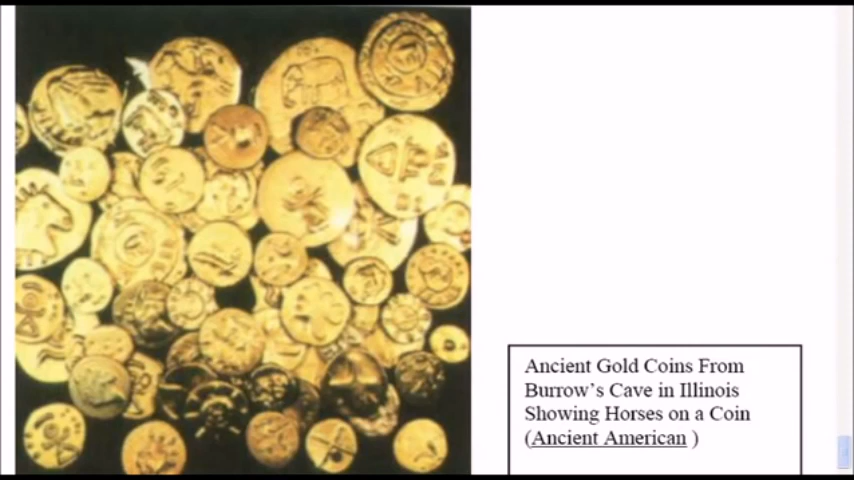 Ancient Gold Coins From
Burrow's Cave in Illinois
Showing Horses on a Coin
(Ancient American )